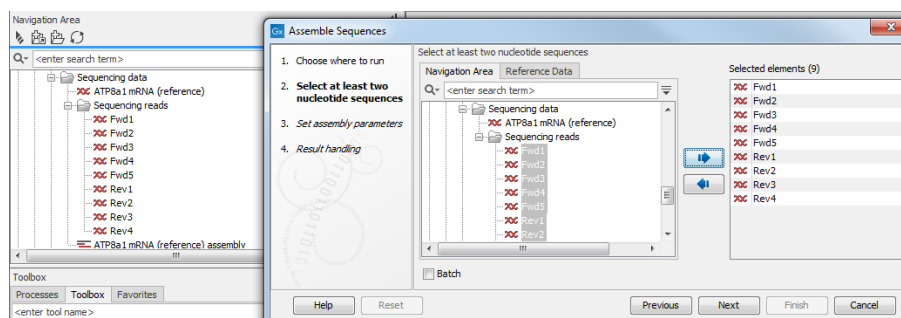 Navigation Area
<enter search term>
Sequencing data
ATP8a1 mRNA (reference)
Sequencing reads
Fwd1
Fwd2
Fwd3
Fwd4
Fwd5
Rev1
Rev2
Rev3
Rev4
ATP8a1 mRNA (reference) assembly
Toolbox
Processes Toolbox Favorites
<enter tool name>
Gx Assemble Sequences
1. Choose where to run
2. Select at least two
nucleotide sequences
3. Set assembly parameters
4. Result handling
Select at least two nucleotide sequences
Navigation Area Reference Data
<enter search term>
Sequencing data
ATP8a1 mRNA (reference)
Sequencing reads
Fwd1
Fwd2
Fwd3
Fwd4
Fwd5
Rev1
Rev2
Batch
Selected elements (9)
Fwd1
Fwd2
Fwd3
Fwd4
Fwd5
Rev1
Rev2
Rev3
Rev4
Help Reset Previous Next Finish Cancel